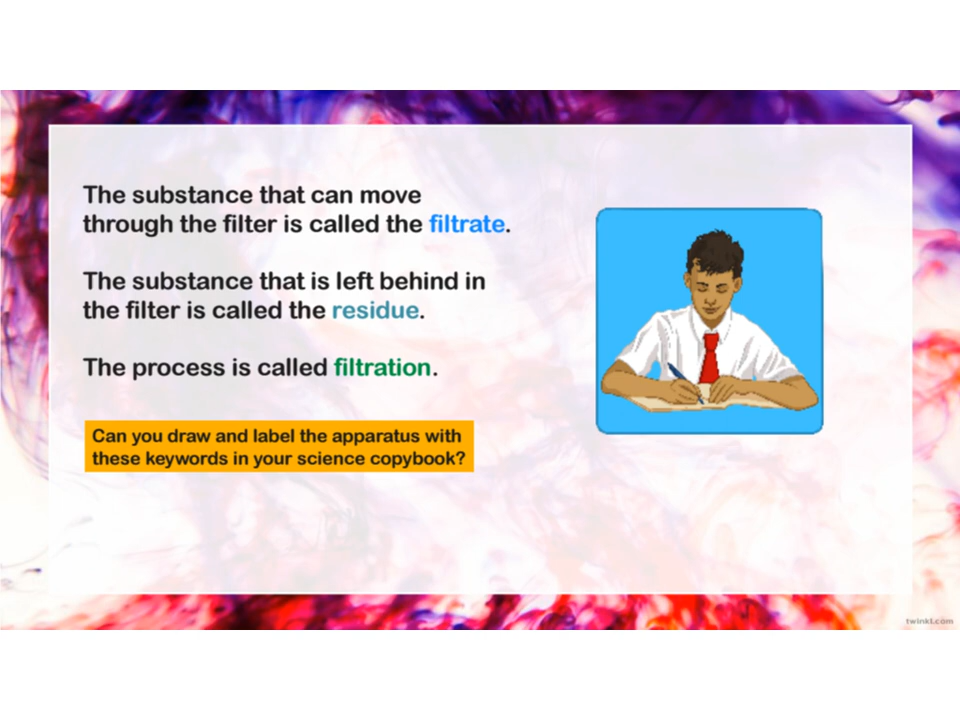 The substance that can move
through the filter is called the filtrate.
The substance that is left behind in
the filter is called the residue.
The process is called filtration.
Can you draw and label the apparatus with
these keywords in your science copybook?
twinkl.com